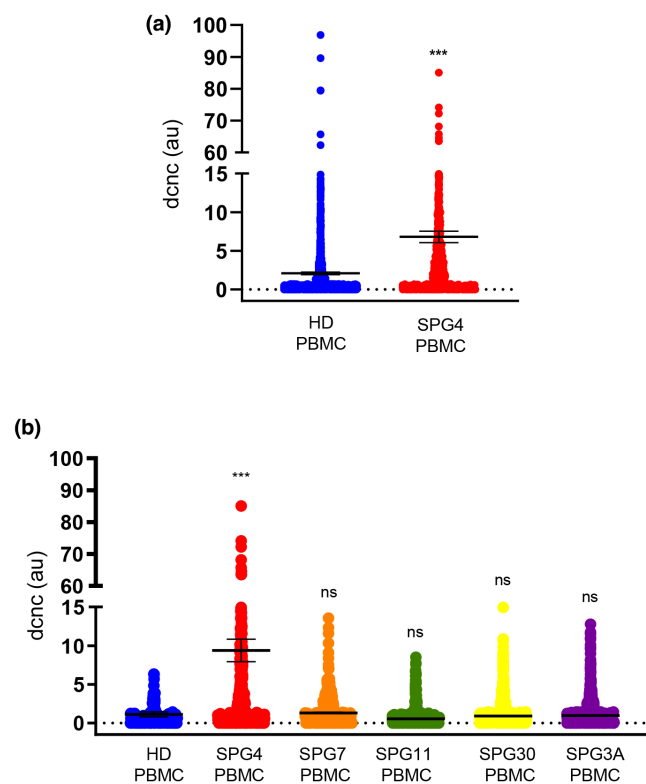 (a)
dcnc (au)
100
90
80
70
60
15
10
5
0
***
HD
PBMC
SPG4
PBMC
(b)
dcnc (au)
100
90
80
70
60
15
10
5
0
***
ns
ns
ns
ns
HD
PBMC
SPG4
PBMC
SPG7
PBMC
SPG11
PBMC
SPG30
PBMC
SPG3A
PBMC